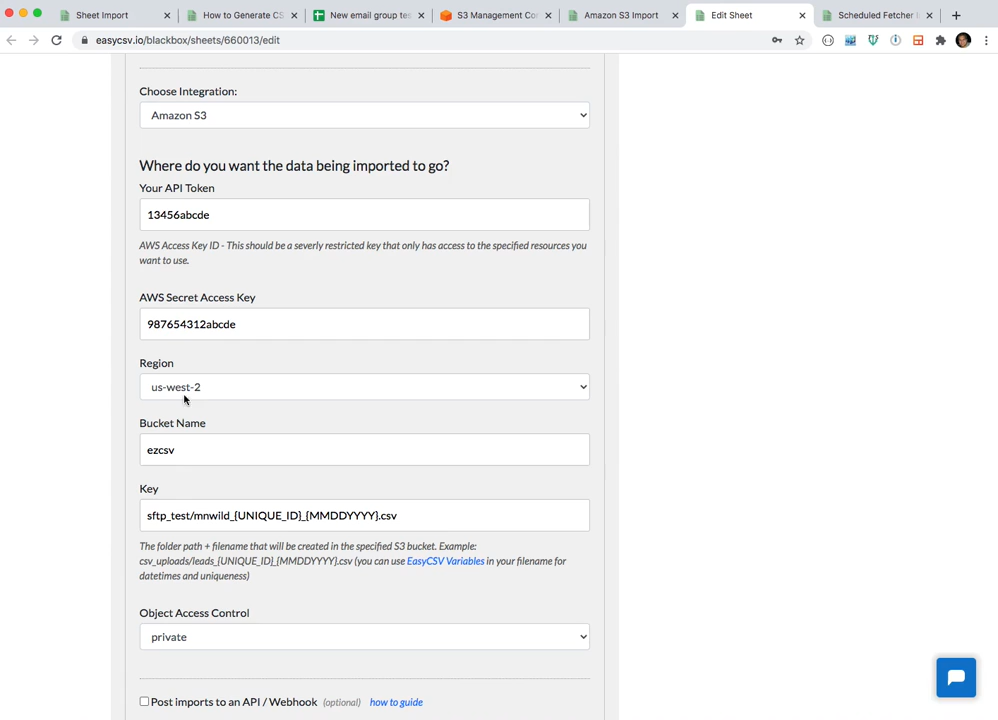 Sheet Import
How to Generate CS
New email group tes
S3 Management Co
Amazon S3 Import
Edit Sheet
Scheduled Fetcher
easycsv.io/blackbox/sheets/660013/edit
Choose Integration:
Amazon S3
Where do you want the data being imported to go?
Your API Token
13456abcde
AWS Access Key ID - This should be a severly restricted key that only has access to the specified resources you
want to use.
AWS Secret Access Key
987654312abcde
Region
us-west-2
Bucket Name
ezcsv
Key
sftp_test/mnwild_{UNIQUE_ID}_{MMDDYYYY}.csv
The folder path + filename that will be created in the specified S3 bucket. Example:
csv_uploads/leads_{UNIQUE_ID}_{MMDDYYYY}.csv (you can use EasyCSV Variables in your filename for
datetimes and uniqueness)
Object Access Control
private
Post imports to an API / Webhook (optional) how to guide